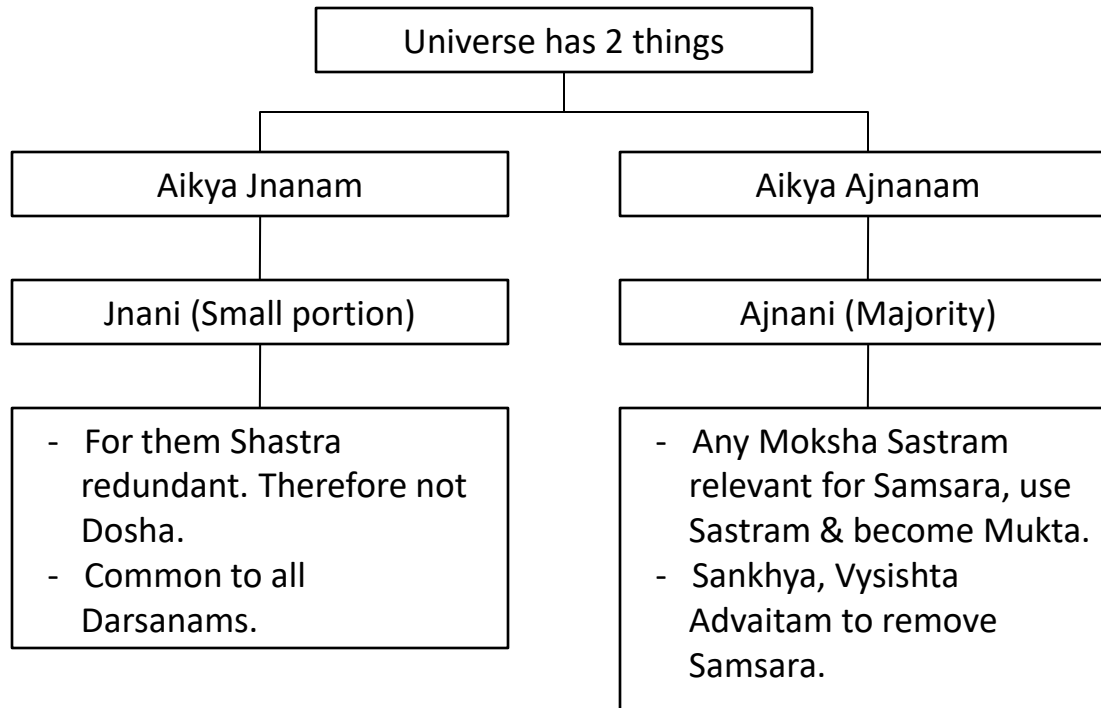 Universe has 2 things
Aikya Jnanam
Aikya Ajnanam
Jnani (Small portion)
Ajnani (Majority)
- For them Shastra
redundant. Therefore not
Dosha.
- Common to all
Darsanams.
- Any Moksha Sastram
relevant for Samsara, use
Sastram & become Mukta.
- Sankhya, Vysishta
Advaitam to remove
Samsara.